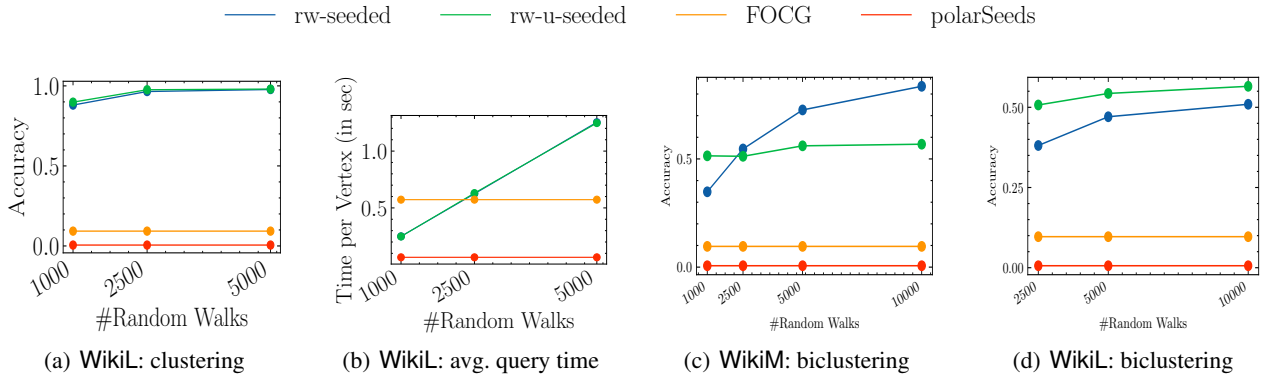 rw-seeded rw-u-seeded FOCG polarSeeds
1.0
0.5
0.0
Accuracy
1000 2500 5000
#Random Walks
(a) WikiL: clustering
1.0
0.5
Time per Vertex (in sec)
1000 2500 5000
#Random Walks
(b) WikiL: avg. query time
0.5
0.0
Accuracy
1000 2500 5000 10000
#Random Walks
(c) WikiM: biclustering
0.50
0.25
0.00
Accuracy
2500 5000 10000
#Random Walks
(d) WikiL: biclustering